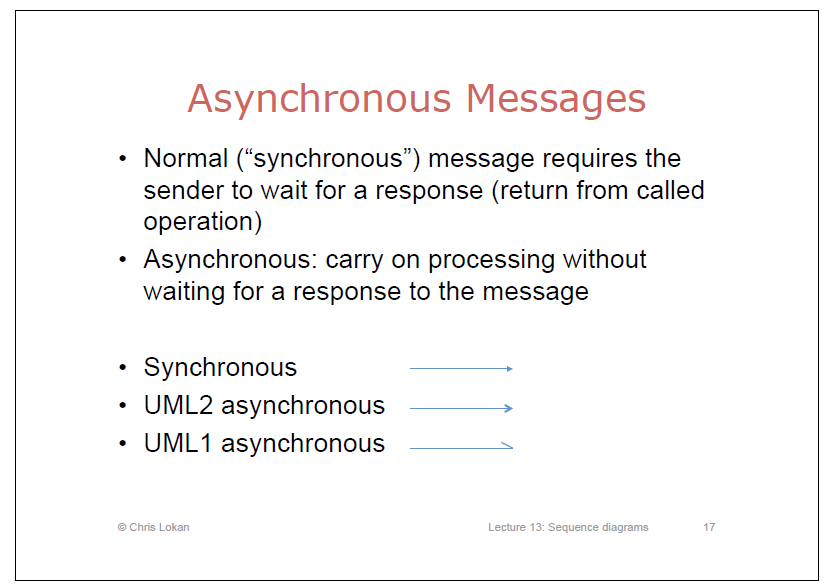 Asynchronous Messages
• Normal (“synchronous”) message requires the
sender to wait for a response (return from called
operation)
• Asynchronous: carry on processing without
waiting for a response to the message
• Synchronous
• UML2 asynchronous
• UML1 asynchronous
© Chris Lokan Lecture 13: Sequence diagrams 17